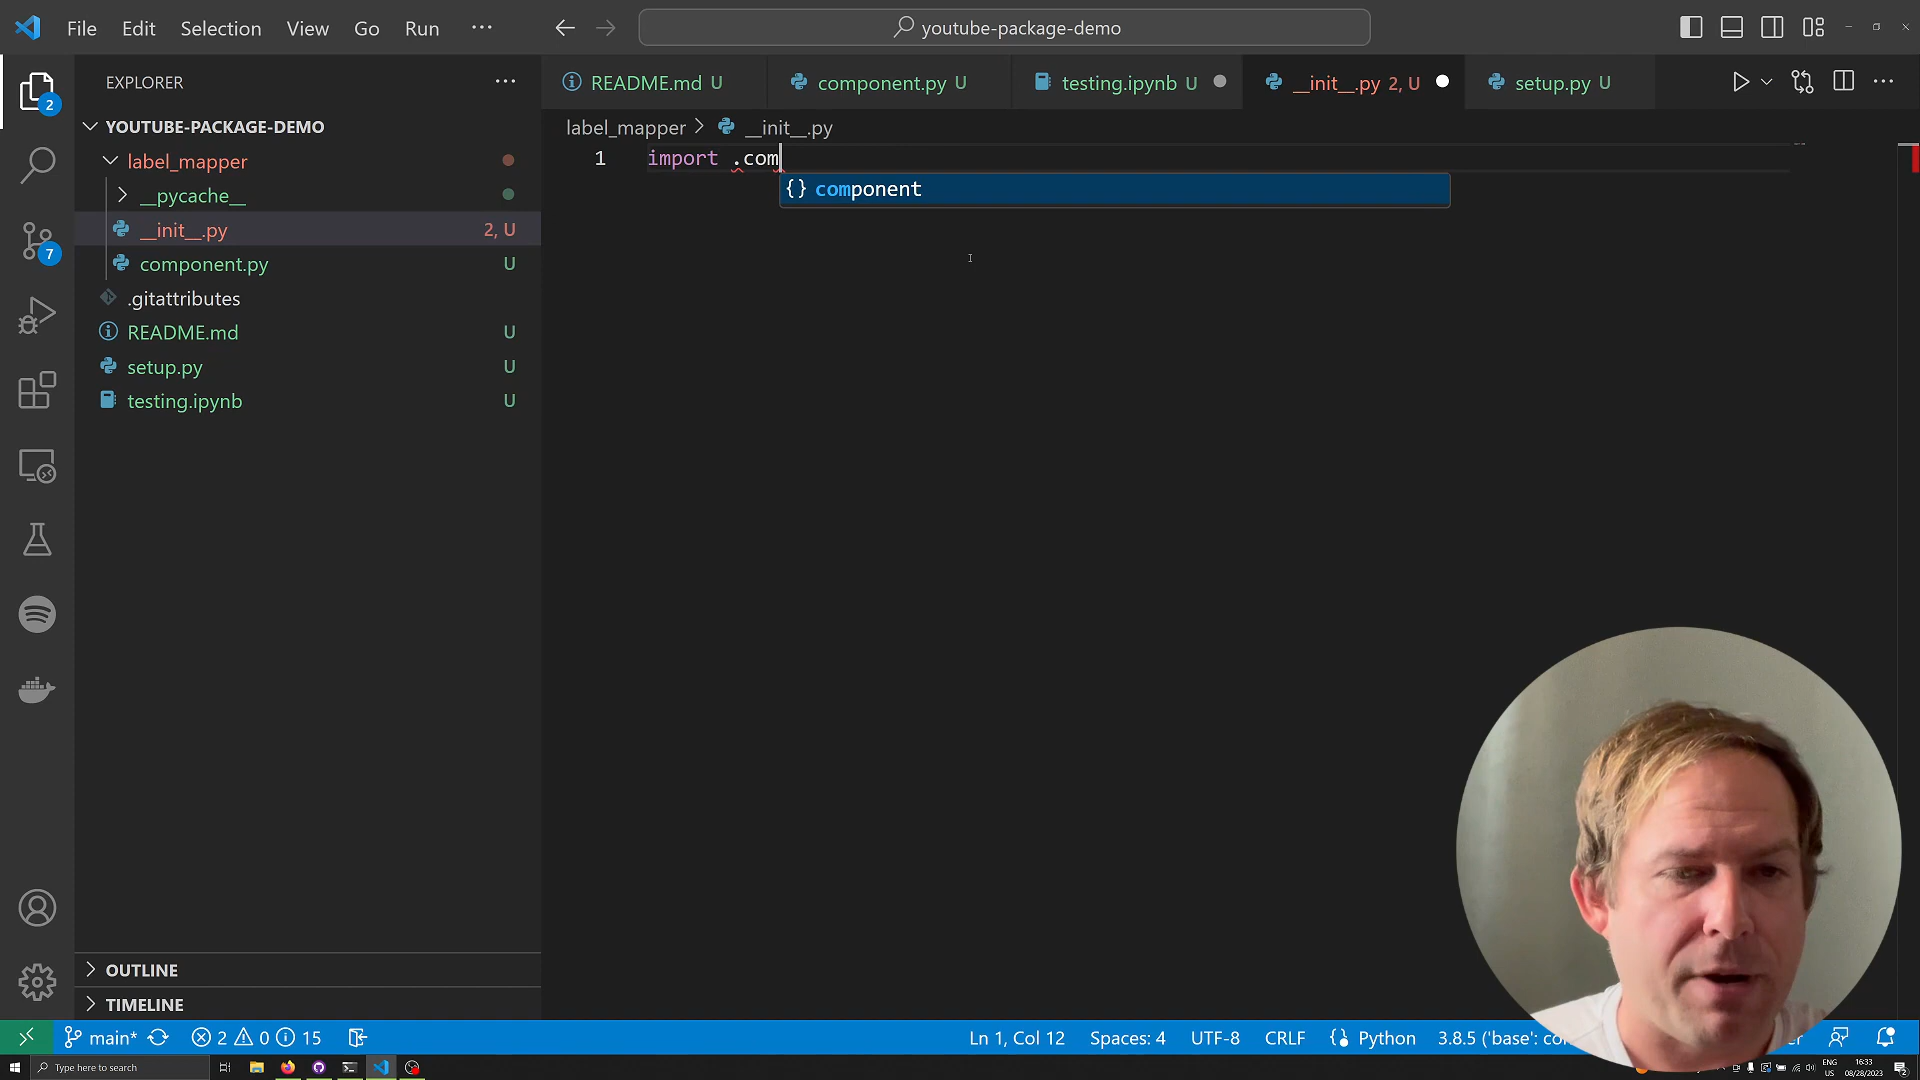 File Edit Selection View Go Run ···
youtube-package-demo
EXPLORER ···
README.md U
component.py U
testing.ipynb U
__init__.py 2, U
setup.py U
YOUTUBE-PACKAGE-DEMO
label_mapper > __init__.py
label_mapper
1 import .com
__pycache__
{} component
__init__.py 2, U
component.py U
.gitattributes
README.md U
setup.py U
testing.ipynb U
2
7
OUTLINE
TIMELINE
main* 2 0 15
Ln 1, Col 12 Spaces: 4 UTF-8 CRLF Python 3.8.5 ('base':
Type here to search
ENG
US
16:33
08/28/2023